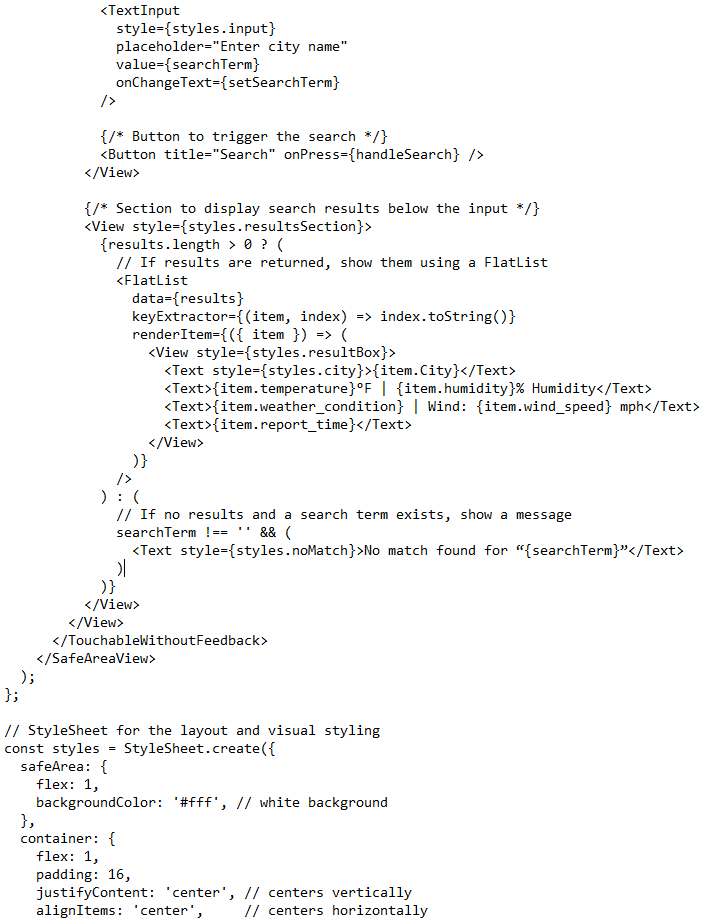 <TextInput
style={styles.input}
placeholder="Enter city name"
value={searchTerm}
onChangeText={setSearchTerm}
/>
{/* Button to trigger the search */}
<Button title="Search" onPress={handleSearch} />
</View>
{/* Section to display search results below the input */}
<View style={styles.resultsSection}>
{results.length > 0 ? (
// If results are returned, show them using a FlatList
<FlatList
data={results}
keyExtractor={(item, index) => index.toString()}
renderItem={({ item }) => (
<View style={styles.resultBox}>
<Text style={styles.city}>{item.City}</Text>
<Text>{item.temperature}°F | {item.humidity}% Humidity</Text>
<Text>{item.weather_condition} | Wind: {item.wind_speed} mph</Text>
<Text>{item.report_time}</Text>
</View>
)}
/>
) : (
// If no results and a search term exists, show a message
searchTerm !== '' && (
<Text style={styles.noMatch}>No match found for “{searchTerm}”</Text>
)
)}
</View>
</View>
</TouchableWithoutFeedback>
</SafeAreaView>
);
};
// StyleSheet for the layout and visual styling
const styles = StyleSheet.create({
safeArea: {
flex: 1,
backgroundColor: '#fff', // white background
},
container: {
flex: 1,
padding: 16,
justifyContent: 'center', // centers vertically
alignItems: 'center', // centers horizontally